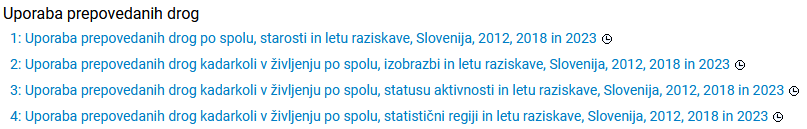 Uporaba prepovedanih drog
1: Uporaba prepovedanih drog po spolu, starosti in letu raziskave, Slovenija, 2012, 2018 in 2023
2: Uporaba prepovedanih drog kadarkoli v življenju po spolu, izobrazbi in letu raziskave, Slovenija, 2012, 2018 in 2023
3: Uporaba prepovedanih drog kadarkoli v življenju po spolu, statusu aktivnosti in letu raziskave, Slovenija, 2012, 2018 in 2023
4: Uporaba prepovedanih drog kadarkoli v življenju po spolu, statistični regiji in letu raziskave, Slovenija, 2012, 2018 in 2023